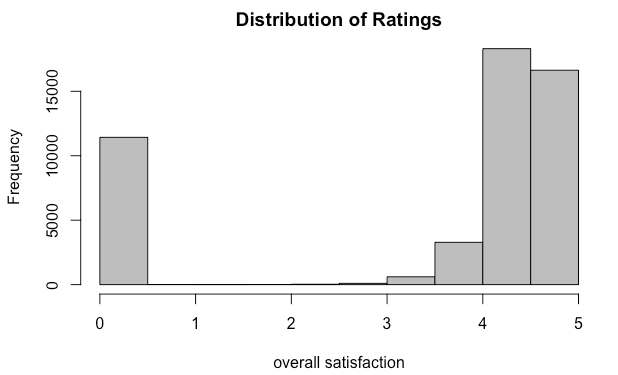 Distribution of Ratings
Frequency
15000
10000
5000
0
0 1 2 3 4 5
overall satisfaction